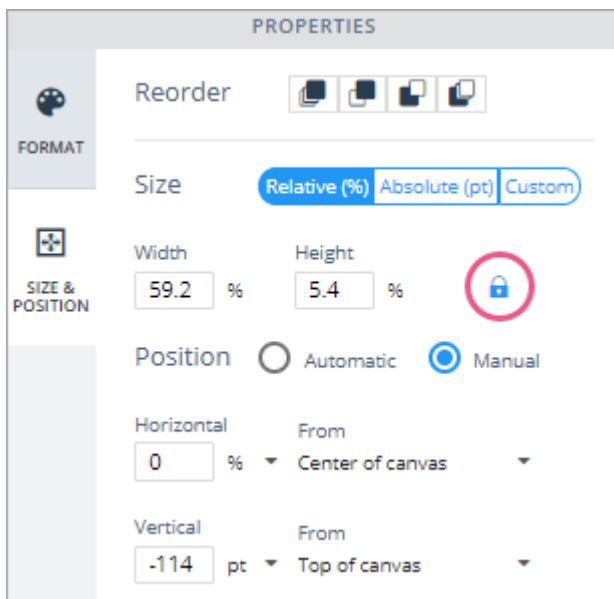 PROPERTIES
FORMAT
SIZE &
POSITION
Reorder
Size
Relative (%) Absolute (pt) Custom
Width Height
59.2 % 5.4 %
Position Automatic Manual
Horizontal From
0 % Center of canvas
Vertical From
-114 pt Top of canvas